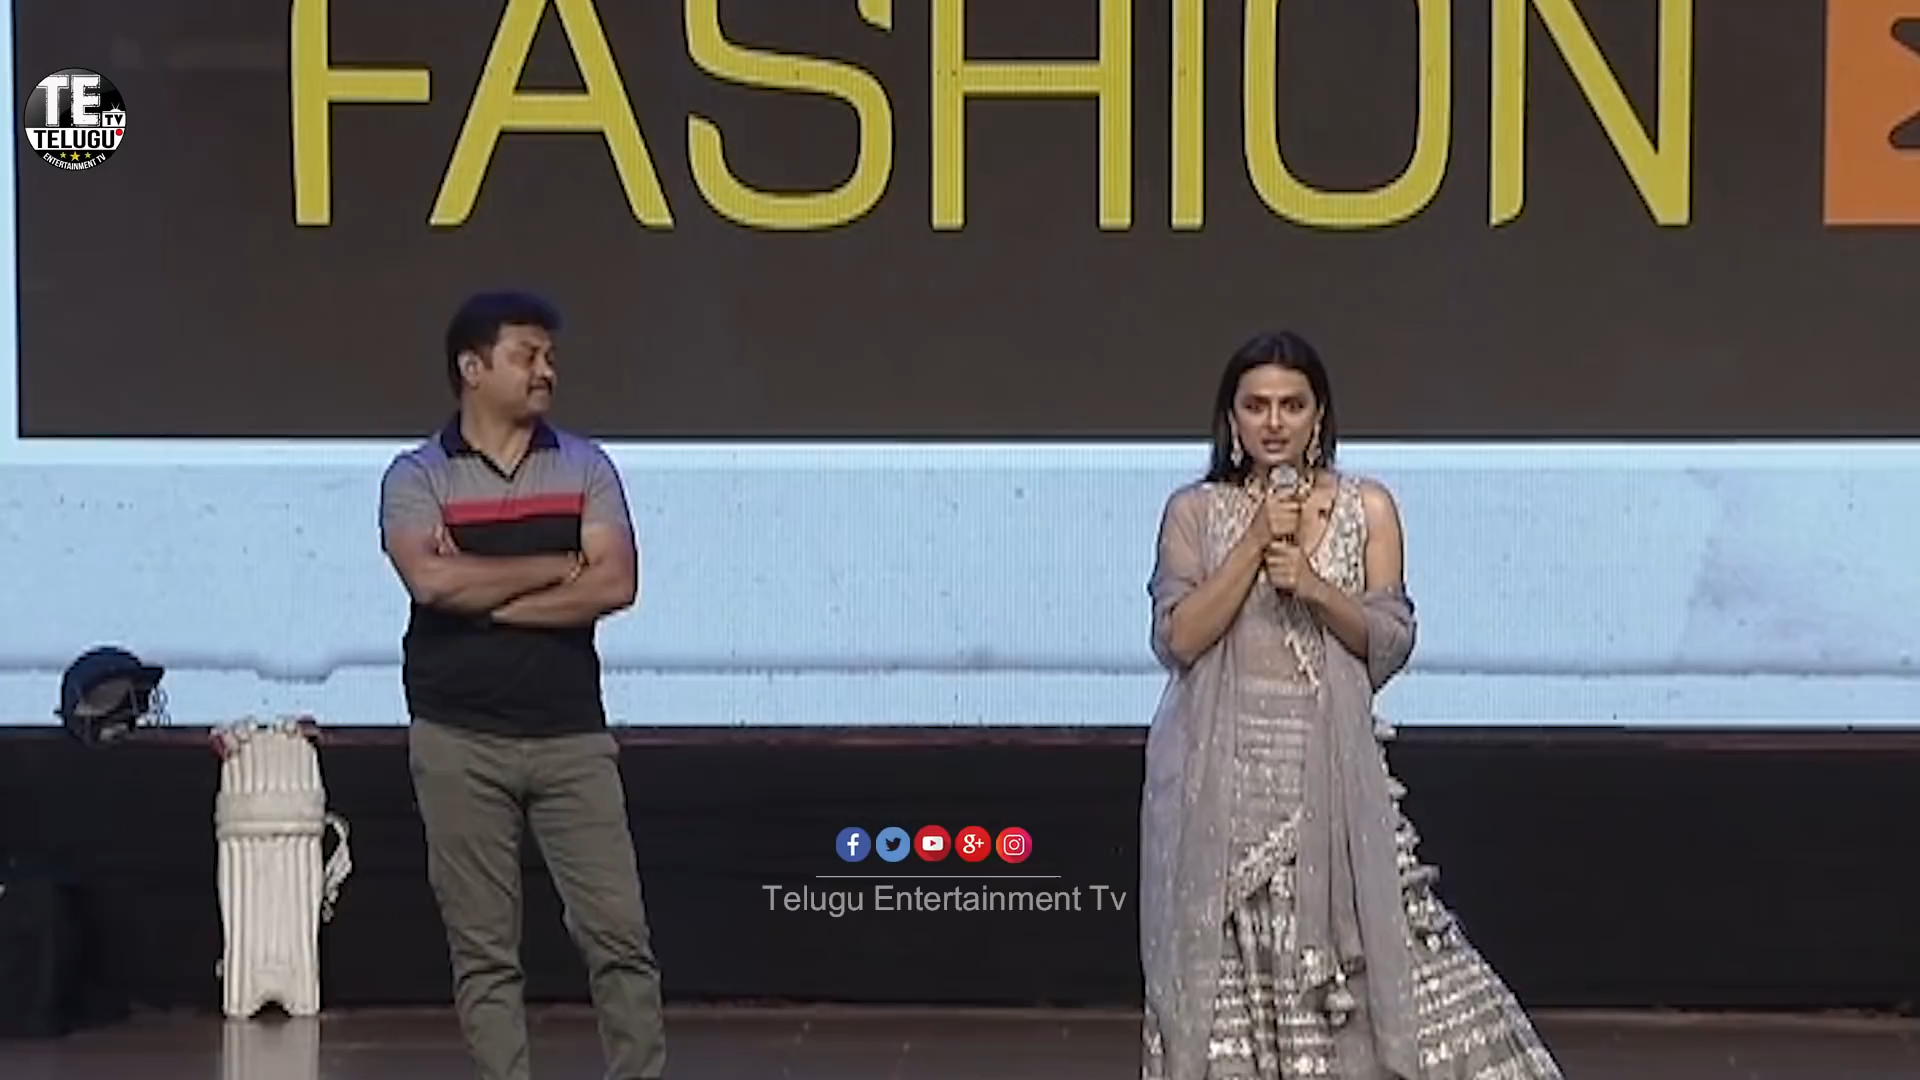 FASHION
TE
TV
TELUGU
ENTERTAINMENT TV
f
g+
Telugu Entertainment Tv